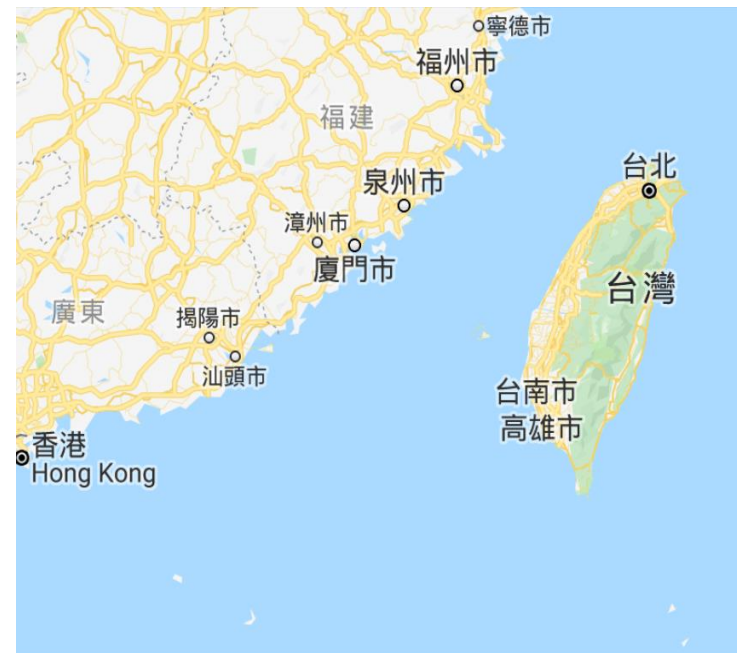 寧德市
福州市
福建
台北
泉州市
漳州市
廈門市
台灣
廣東
揭陽市
汕頭市
台南市
高雄市
香港
Hong Kong